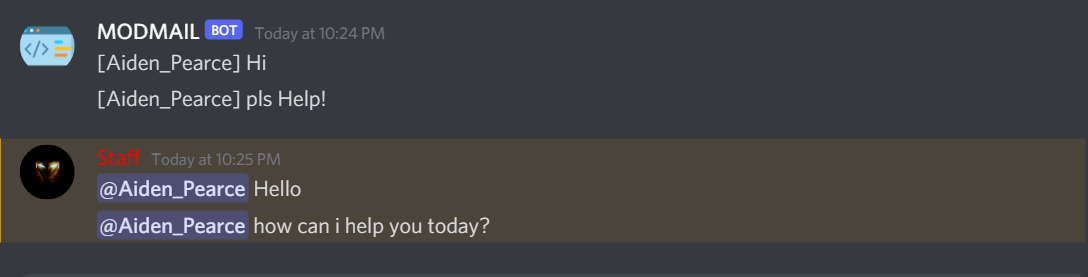 MODMAIL BOT Today at 10:24 PM
[Aiden_Pearce] Hi
[Aiden_Pearce] pls Help!
Staff Today at 10:25 PM
@Aiden_Pearce Hello
@Aiden_Pearce how can i help you today?